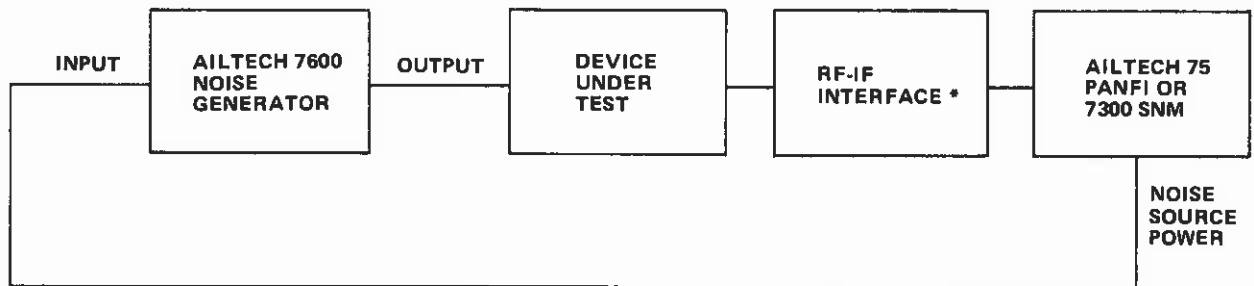 INPUT
AILTECH 7600
NOISE
GENERATOR
OUTPUT
DEVICE
UNDER
TEST
RF-IF
INTERFACE *
AILTECH 75
PANFI OR
7300 SNM
NOISE
SOURCE
POWER